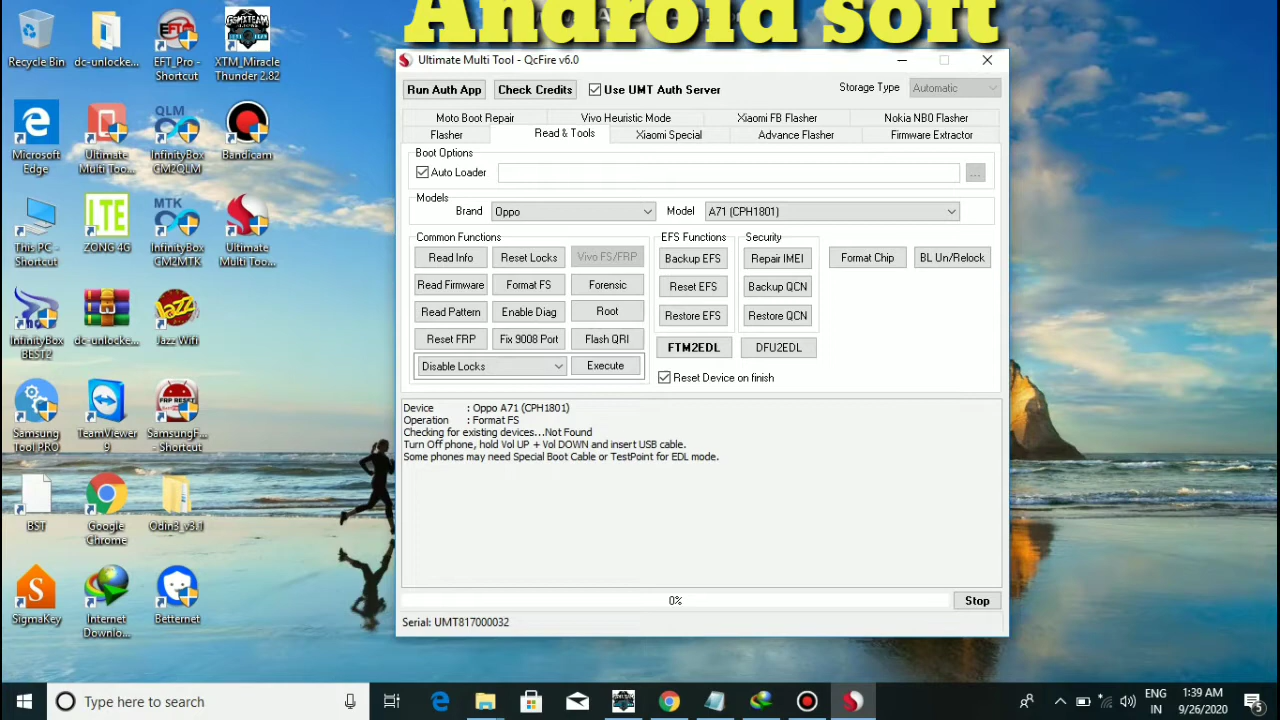 Android soft
Recycle Bin
dc-unlocke...
EFT_Pro - Shortcut
XTM_Miracle Thunder 2.82
Microsoft Edge
Ultimate Multi Too...
InfinityBox CM2QLM
Bandicam
This PC - Shortcut
ZONG 4G
InfinityBox CM2MTK
Ultimate Multi Too...
InfinityBox BEST2
dc-unlocke...
Jazz Wifi
Samsung Tool PRO
TeamViewer 9
SamsungF... - Shortcut
BST
Google Chrome
Odin3_v3.1
SigmaKey
Internet Downlo...
Betternet
Ultimate Multi Tool - QcFire v6.0
Run Auth App
Check Credits
Use UMT Auth Server
Storage Type
Automatic
Moto Boot Repair
Vivo Heuristic Mode
Xiaomi FB Flasher
Nokia NB0 Flasher
Flasher
Read & Tools
Xiaomi Special
Advance Flasher
Firmware Extractor
Boot Options
Auto Loader
...
Models
Brand
Oppo
Model
A71 (CPH1801)
Common Functions
Read Info
Reset Locks
Vivo FS/FRP
Read Firmware
Format FS
Forensic
Read Pattern
Enable Diag
Root
Reset FRP
Fix 9008 Port
Flash QRI
Disable Locks
Execute
EFS Functions
Backup EFS
Reset EFS
Restore EFS
Security
Repair IMEI
Backup QCN
Restore QCN
Format Chip
BL Un/Relock
FTM2EDL
DFU2EDL
Reset Device on finish
Device : Oppo A71 (CPH1801)
Operation : Format FS
Checking for existing devices...Not Found
Turn Off phone, hold Vol UP + Vol DOWN and insert USB cable.
Some phones may need Special Boot Cable or TestPoint for EDL mode.
0%
Stop
Serial: UMT817000032
Type here to search
ENG
IN
1:39 AM
9/26/2020
5